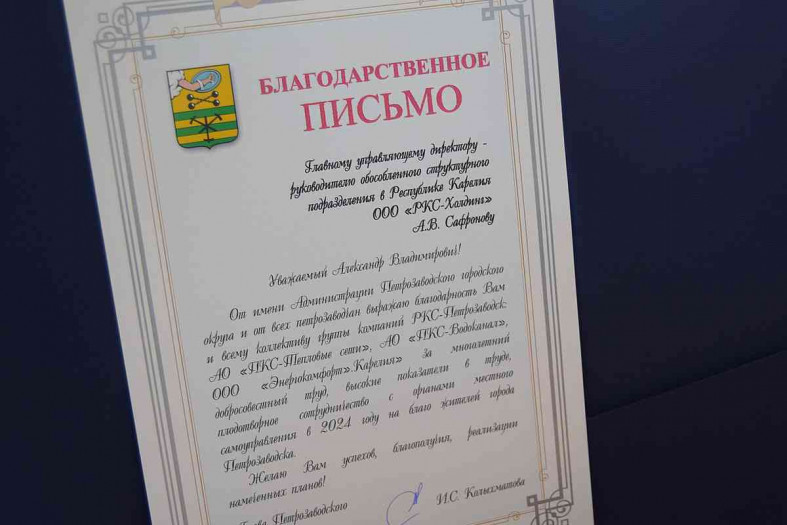 БЛАГОДАРСТВЕННОЕ
ПИСЬМО
Главному управляющему директору -
руководителю обособленного структурного
подразделения в Республике Карелия
ООО «РКС-Холдинг»
А.В. Сафронову
Уважаемый Александр Владимирович!
От имени Администрации Петрозаводского городского
округа и от всех петрозаводчан выражаю благодарность Вам
и всему коллективу группы компаний РКС-Петрозаводск:
АО «ПКС-Тепловые сети», АО «ПКС-Водоканал»,
ООО «Энергокомфорт».Карелия» за многолетний
добросовестный труд, высокие показатели в труде,
плодотворное сотрудничество с органами местного
самоуправления в 2024 году на благо жителей города
Петрозаводска.
Желаю Вам успехов, благополучия, реализации
намеченных планов!
Глава Петрозаводского
И.С. Колыхматова